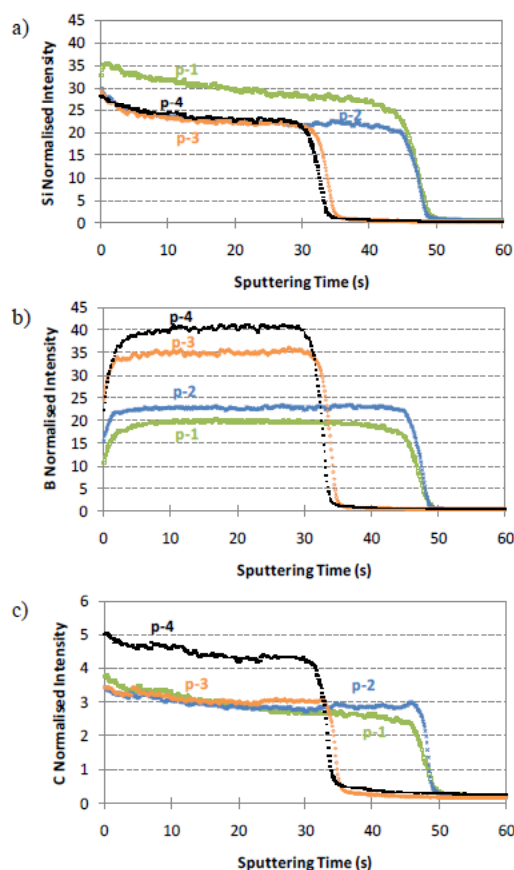 a)
Si Normalised Intensity
45
40
35
30
25
20
15
10
5
0
p-1
p-4
p-2
p-3
0 10 20 30 40 50 60
Sputtering Time (s)
b)
B Normalised Intensity
45
40
35
30
25
20
15
10
5
0
p-4
p-3
p-2
p-1
0 10 20 30 40 50 60
Sputtering Time (s)
c)
C Normalised Intensity
6
5
4
3
2
1
0
p-4
p-3
p-2
p-1
0 10 20 30 40 50 60
Sputtering Time (s)